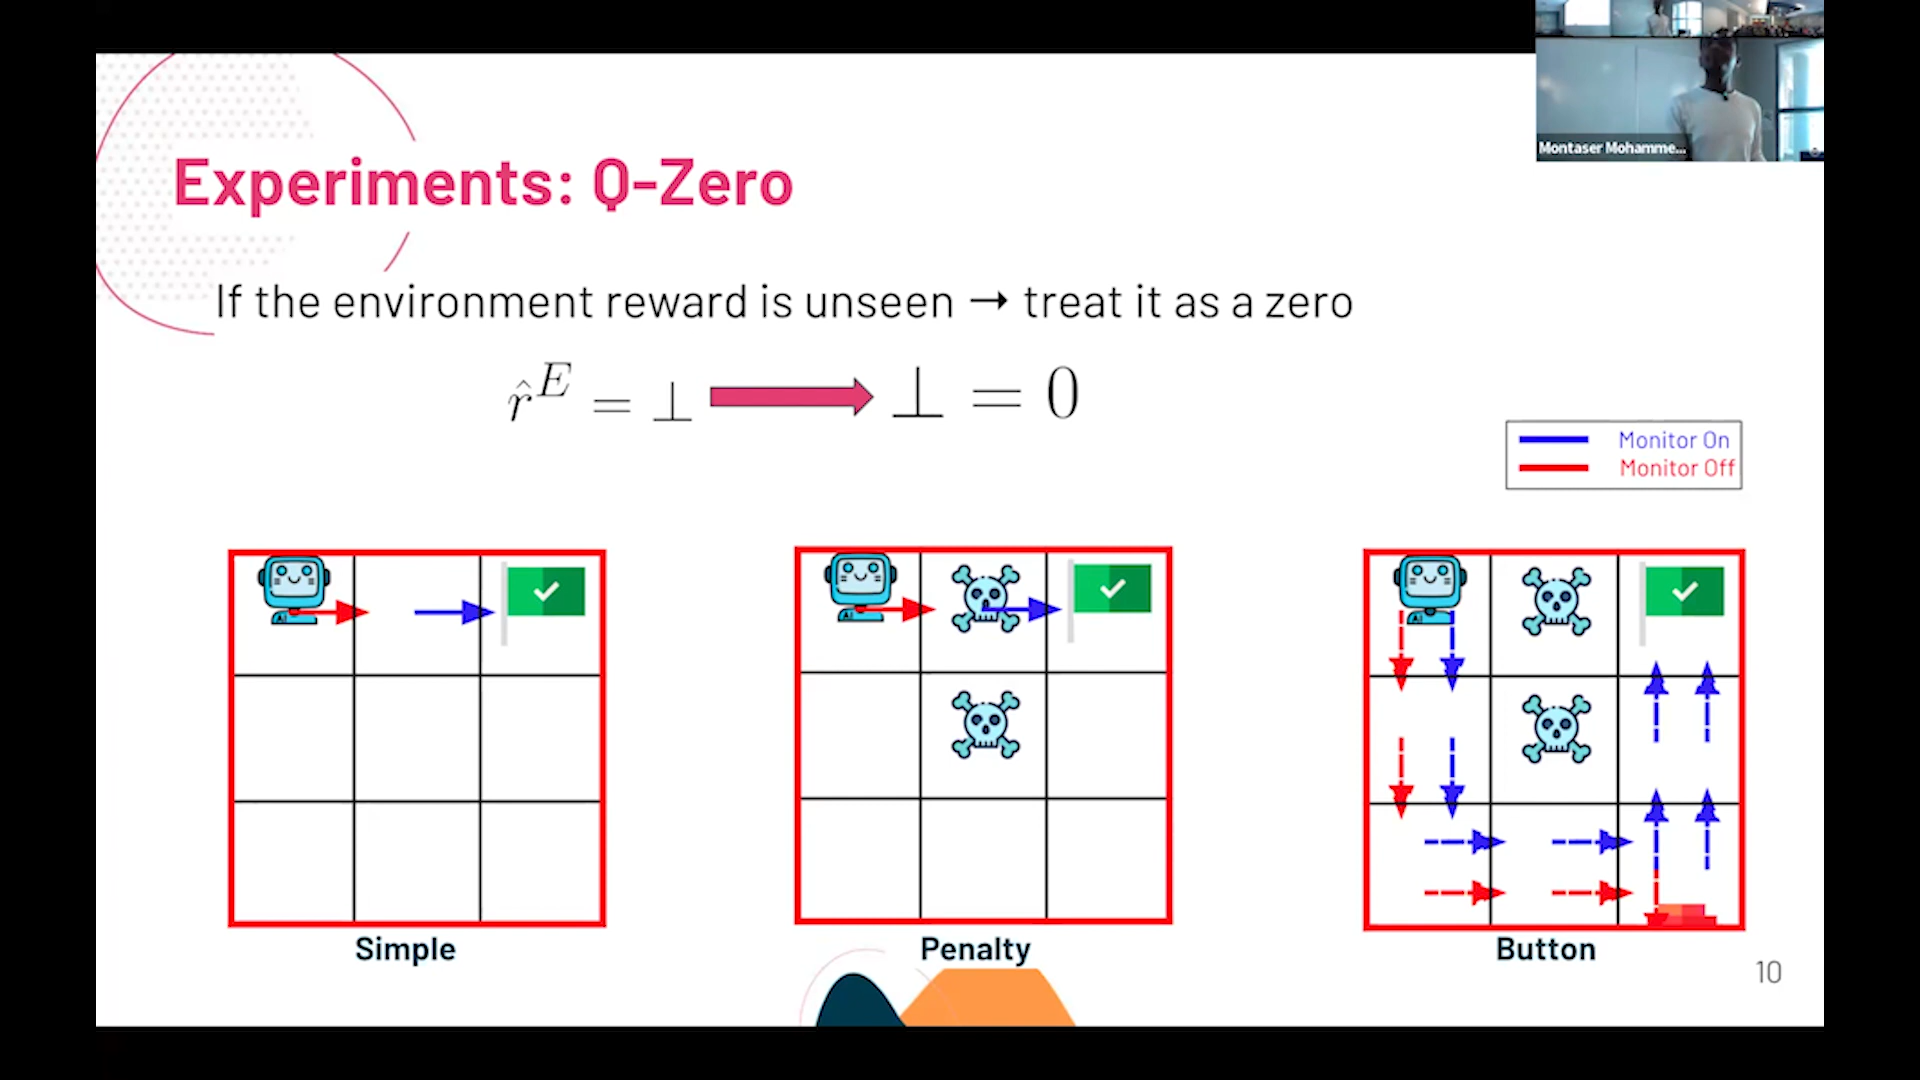 Montaser Mohamme...
Experiments: Q-Zero
If the environment reward is unseen → treat it as a zero
r̂^E = ⊥ ⊥ = 0
Monitor On
Monitor Off
Simple
Penalty
Button
10